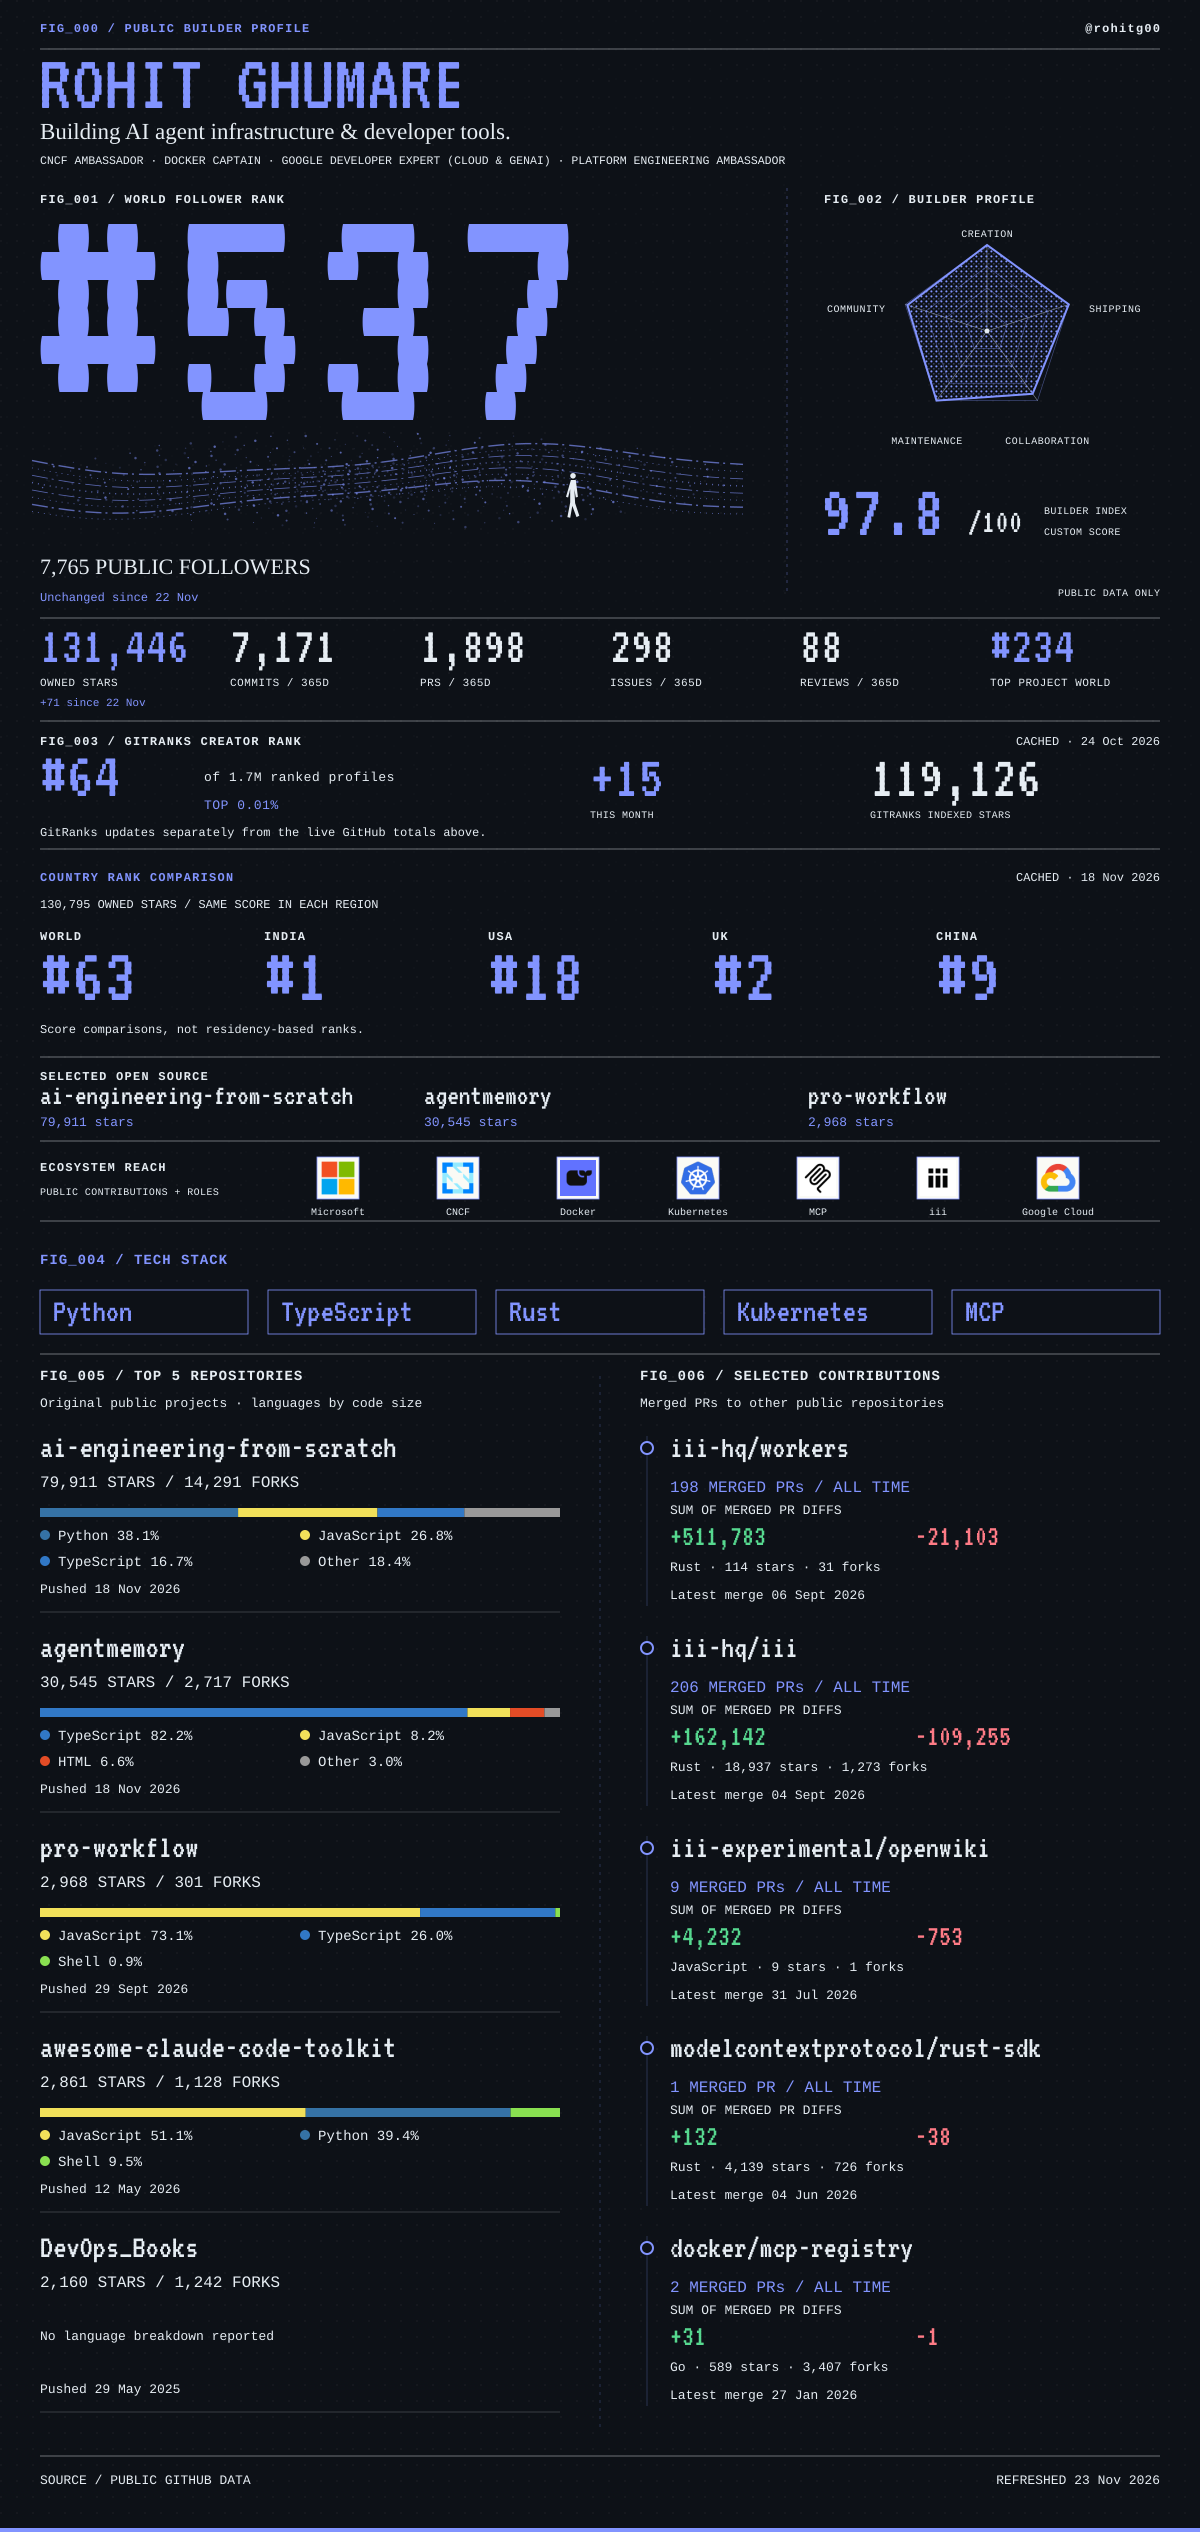 FIG_000 / PUBLIC BUILDER PROFILE
@rohitg00
ROHIT GHUMARE
Building AI agent infrastructure & developer tools.
CNCF AMBASSADOR · DOCKER CAPTAIN · GOOGLE DEVELOPER EXPERT (CLOUD & GENAI) · PLATFORM ENGINEERING AMBASSADOR
FIG_001 / WORLD FOLLOWER RANK
#537
7,765 PUBLIC FOLLOWERS
Unchanged since 22 Nov
FIG_002 / BUILDER PROFILE
CREATION
COMMUNITY
SHIPPING
MAINTENANCE
COLLABORATION
97.8 /100
BUILDER INDEX
CUSTOM SCORE
PUBLIC DATA ONLY
131,446
OWNED STARS
+71 since 22 Nov
7,171
COMMITS / 365D
1,898
PRS / 365D
298
ISSUES / 365D
88
REVIEWS / 365D
#234
TOP PROJECT WORLD
FIG_003 / GITRANKS CREATOR RANK
CACHED · 24 Oct 2026
#64
of 1.7M ranked profiles
TOP 0.01%
+15
THIS MONTH
119,126
GITRANKS INDEXED STARS
GitRanks updates separately from the live GitHub totals above.
COUNTRY RANK COMPARISON
CACHED · 18 Nov 2026
130,795 OWNED STARS / SAME SCORE IN EACH REGION
WORLD
#63
INDIA
#1
USA
#18
UK
#2
CHINA
#9
Score comparisons, not residency-based ranks.
SELECTED OPEN SOURCE
ai-engineering-from-scratch
79,911 stars
agentmemory
30,545 stars
pro-workflow
2,968 stars
ECOSYSTEM REACH
PUBLIC CONTRIBUTIONS + ROLES
Microsoft
CNCF
Docker
Kubernetes
MCP
iii
Google Cloud
FIG_004 / TECH STACK
Python
TypeScript
Rust
Kubernetes
MCP
FIG_005 / TOP 5 REPOSITORIES
Original public projects · languages by code size
ai-engineering-from-scratch
79,911 STARS / 14,291 FORKS
Python 38.1%
JavaScript 26.8%
TypeScript 16.7%
Other 18.4%
Pushed 18 Nov 2026
agentmemory
30,545 STARS / 2,717 FORKS
TypeScript 82.2%
JavaScript 8.2%
HTML 6.6%
Other 3.0%
Pushed 18 Nov 2026
pro-workflow
2,968 STARS / 301 FORKS
JavaScript 73.1%
TypeScript 26.0%
Shell 0.9%
Pushed 29 Sept 2026
awesome-claude-code-toolkit
2,861 STARS / 1,128 FORKS
JavaScript 51.1%
Python 39.4%
Shell 9.5%
Pushed 12 May 2026
DevOps_Books
2,160 STARS / 1,242 FORKS
No language breakdown reported
Pushed 29 May 2025
FIG_006 / SELECTED CONTRIBUTIONS
Merged PRs to other public repositories
iii-hq/workers
198 MERGED PRs / ALL TIME
SUM OF MERGED PR DIFFS
+511,783
-21,103
Rust · 114 stars · 31 forks
Latest merge 06 Sept 2026
iii-hq/iii
206 MERGED PRs / ALL TIME
SUM OF MERGED PR DIFFS
+162,142
-109,255
Rust · 18,937 stars · 1,273 forks
Latest merge 04 Sept 2026
iii-experimental/openwiki
9 MERGED PRs / ALL TIME
SUM OF MERGED PR DIFFS
+4,232
-753
JavaScript · 9 stars · 1 forks
Latest merge 31 Jul 2026
modelcontextprotocol/rust-sdk
1 MERGED PR / ALL TIME
SUM OF MERGED PR DIFFS
+132
-38
Rust · 4,139 stars · 726 forks
Latest merge 04 Jun 2026
docker/mcp-registry
2 MERGED PRs / ALL TIME
SUM OF MERGED PR DIFFS
+31
-1
Go · 589 stars · 3,407 forks
Latest merge 27 Jan 2026
SOURCE / PUBLIC GITHUB DATA
REFRESHED 23 Nov 2026